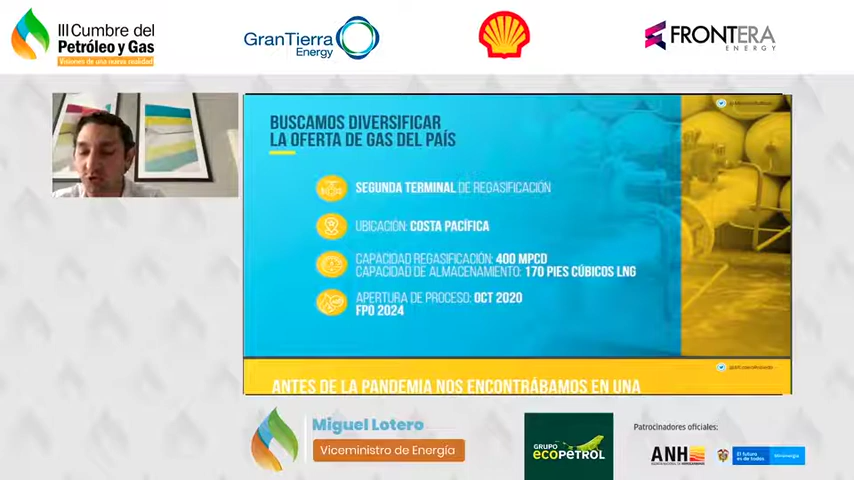 III Cumbre del
Petróleo y Gas
Visiones de una nueva realidad
GranTierra
Energy
FRONTERA
ENERGY
BUSCAMOS DIVERSIFICAR
LA OFERTA DE GAS DEL PAÍS
SEGUNDA TERMINAL DE REGASIFICACIÓN
UBICACIÓN: COSTA PACÍFICA
CAPACIDAD REGASIFICACIÓN: 400 MPCD
CAPACIDAD DE ALMACENAMIENTO: 170 PIES CÚBICOS LNG
APERTURA DE PROCESO: OCT 2020
FPO 2024
ANTES DE LA PANDEMIA NOS ENCONTRÁBAMOS EN UNA
Miguel Lotero
Viceministro de Energía
GRUPO
ecOPETROL
Patrocinadores oficiales:
ANH
El futuro
es de todos
Minenergía